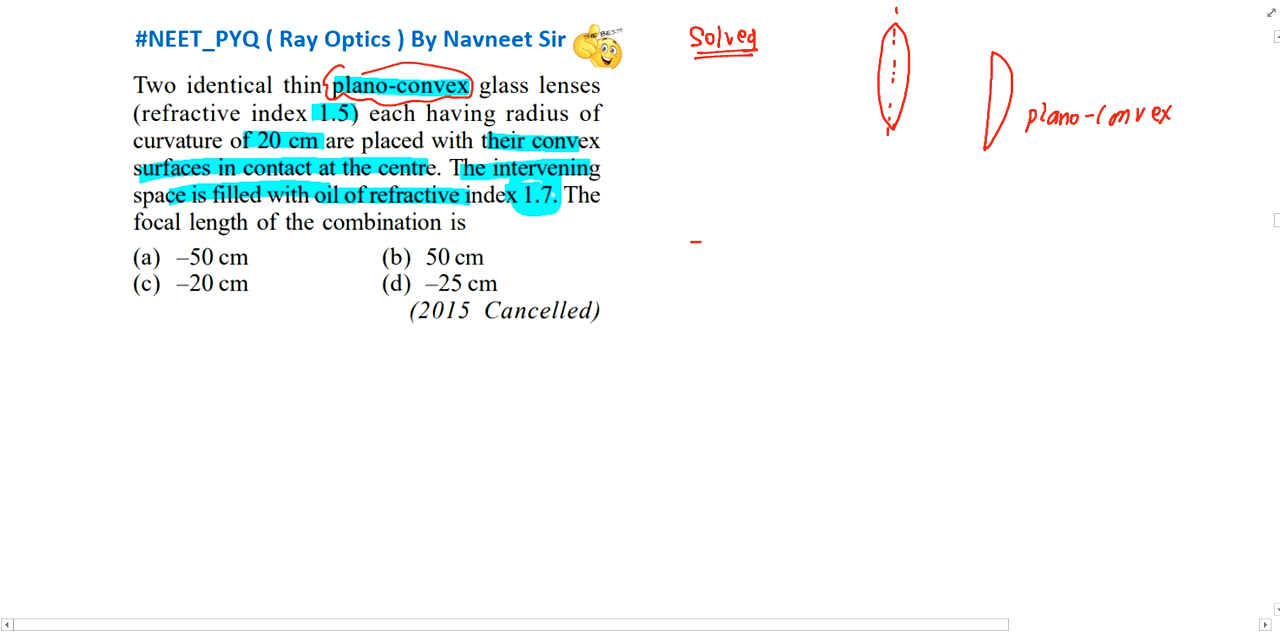 #NEET_PYQ ( Ray Optics ) By Navneet Sir
THE BEST!
Solved
Two identical thin plano-convex glass lenses
(refractive index 1.5) each having radius of
curvature of 20 cm are placed with their convex
surfaces in contact at the centre. The intervening
space is filled with oil of refractive index 1.7. The
focal length of the combination is
(a) –50 cm (b) 50 cm
(c) –20 cm (d) –25 cm
(2015 Cancelled)
plano-convex